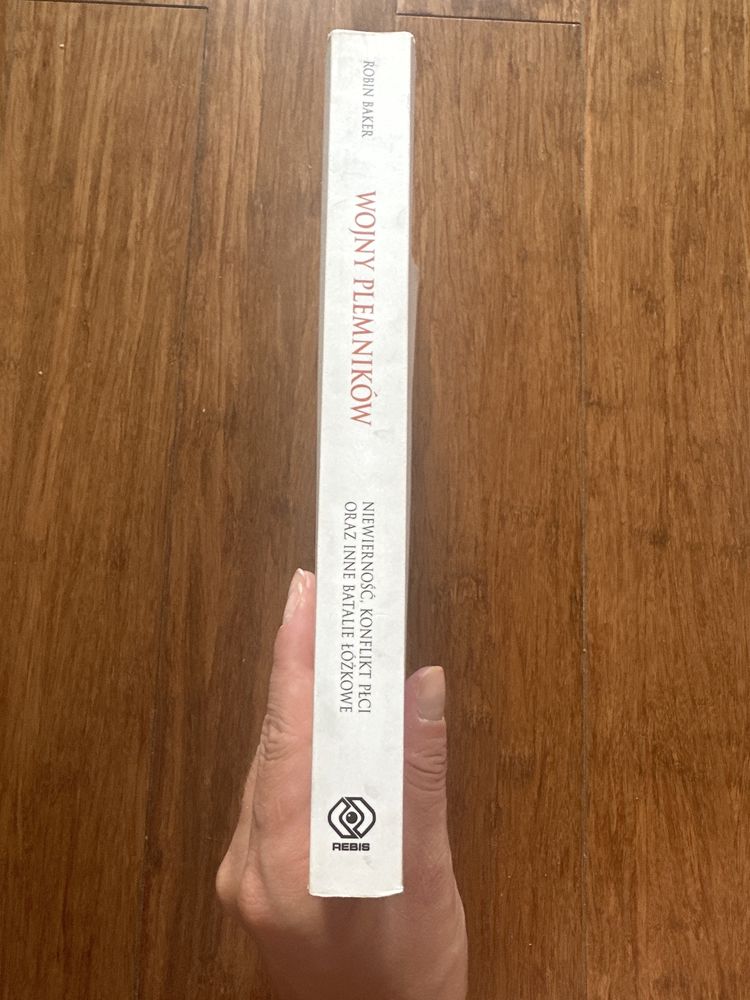 ROBIN BAKER
WOJNY PLEMNIKÓW
NIEWIERNOŚĆ, KONFLIKT PŁCI
ORAZ INNE BATALIE ŁÓŻKOWE
REBIS